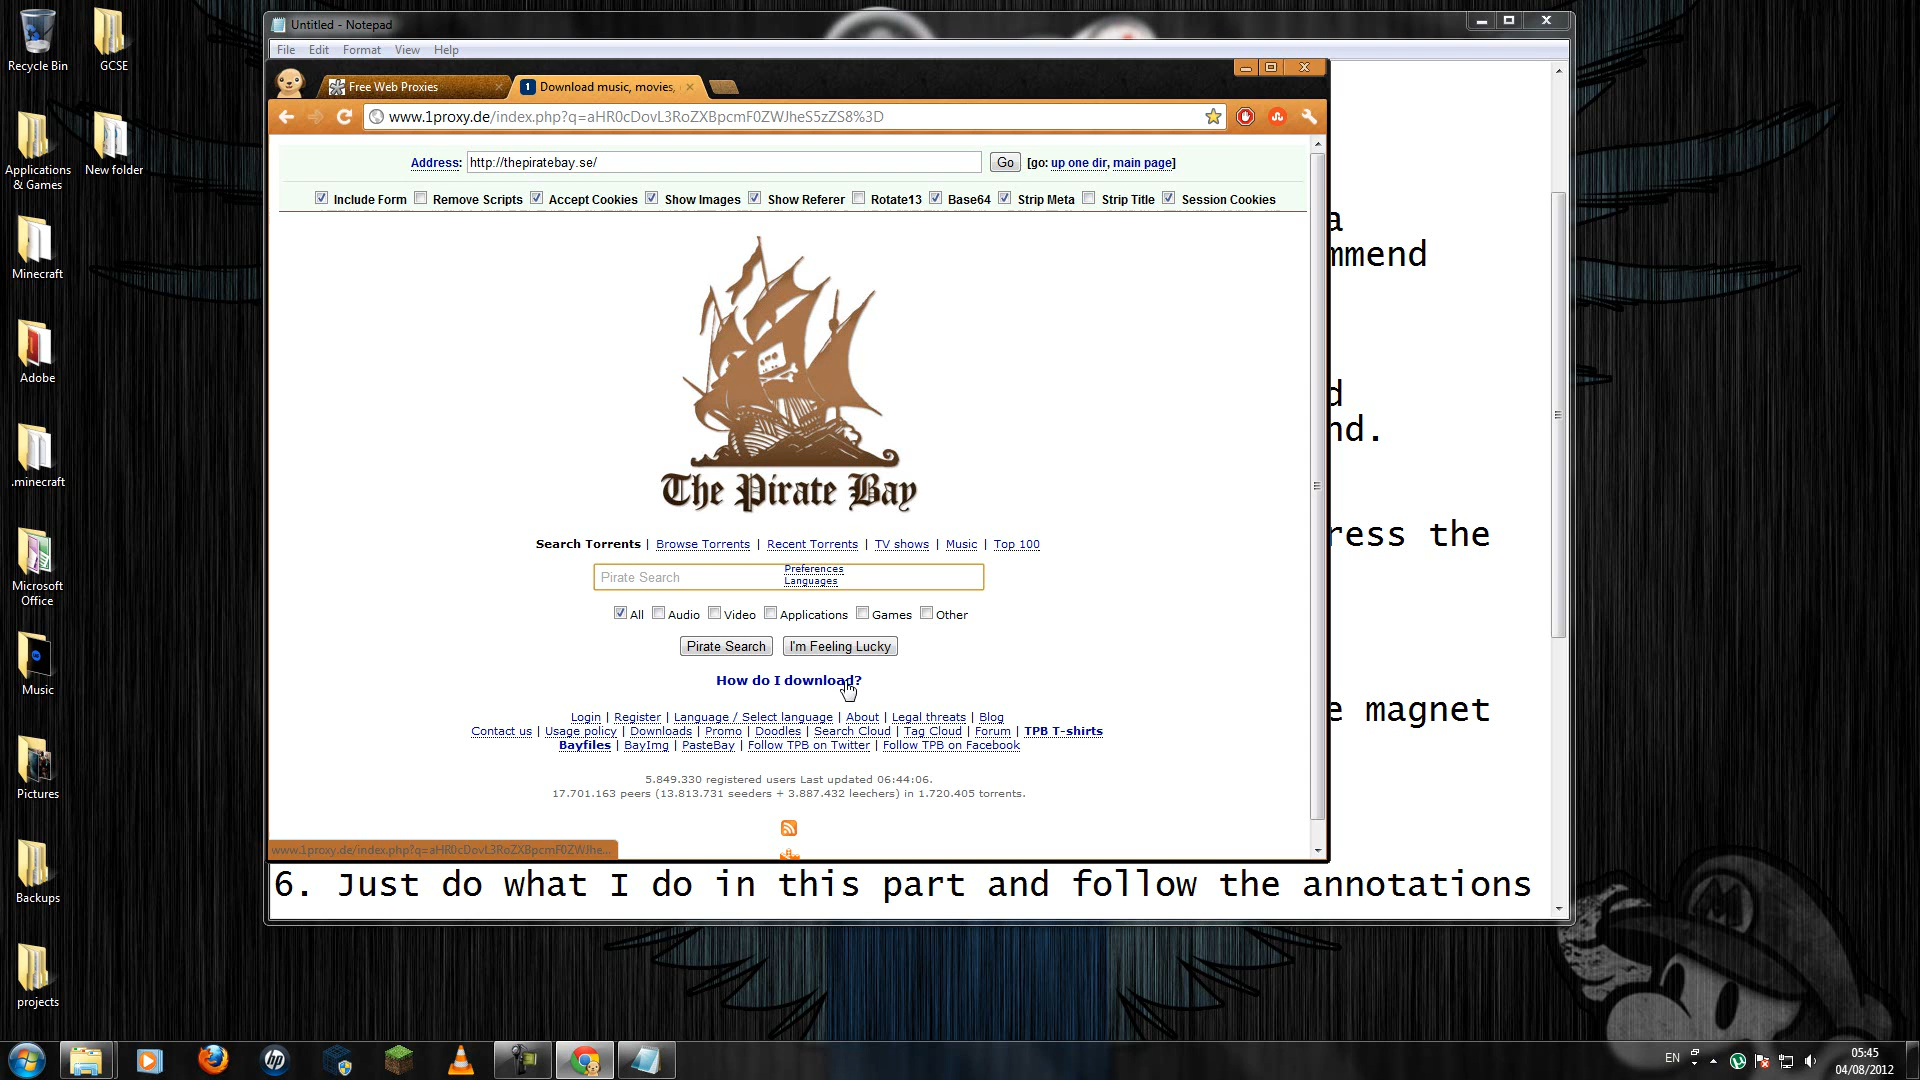 Recycle Bin
GCSE
Applications & Games
New folder
Minecraft
Adobe
.minecraft
Microsoft Office
Music
Pictures
Backups
projects
Untitled - Notepad
File Edit Format View Help
Free Web Proxies
1 Download music, movies,
www.1proxy.de/index.php?q=aHR0cDovL3RoZXBpcmF0ZWJheS5zZS8%3D
Address: http://thepiratebay.se/ Go [go: up one dir, main page]
Include Form Remove Scripts Accept Cookies Show Images Show Referer Rotate13 Base64 Strip Meta Strip Title Session Cookies
a
mmend
d
nd.
ress the
e magnet
The Pirate Bay
Search Torrents | Browse Torrents | Recent Torrents | TV shows | Music | Top 100
Pirate Search
Preferences
Languages
All Audio Video Applications Games Other
Pirate Search I'm Feeling Lucky
How do I download?
Login | Register | Language / Select language | About | Legal threats | Blog
Contact us | Usage policy | Downloads | Promo | Doodles | Search Cloud | Tag Cloud | Forum | TPB T-shirts
Bayfiles | BayImg | PasteBay | Follow TPB on Twitter | Follow TPB on Facebook
5.849.330 registered users Last updated 06:44:06.
17.701.163 peers (13.813.731 seeders + 3.887.432 leechers) in 1.720.405 torrents.
www.1proxy.de/index.php?q=aHR0cDovL3RoZXBpcmF0ZWJhe...
6. Just do what I do in this part and follow the annotations
EN
05:45
04/08/2012